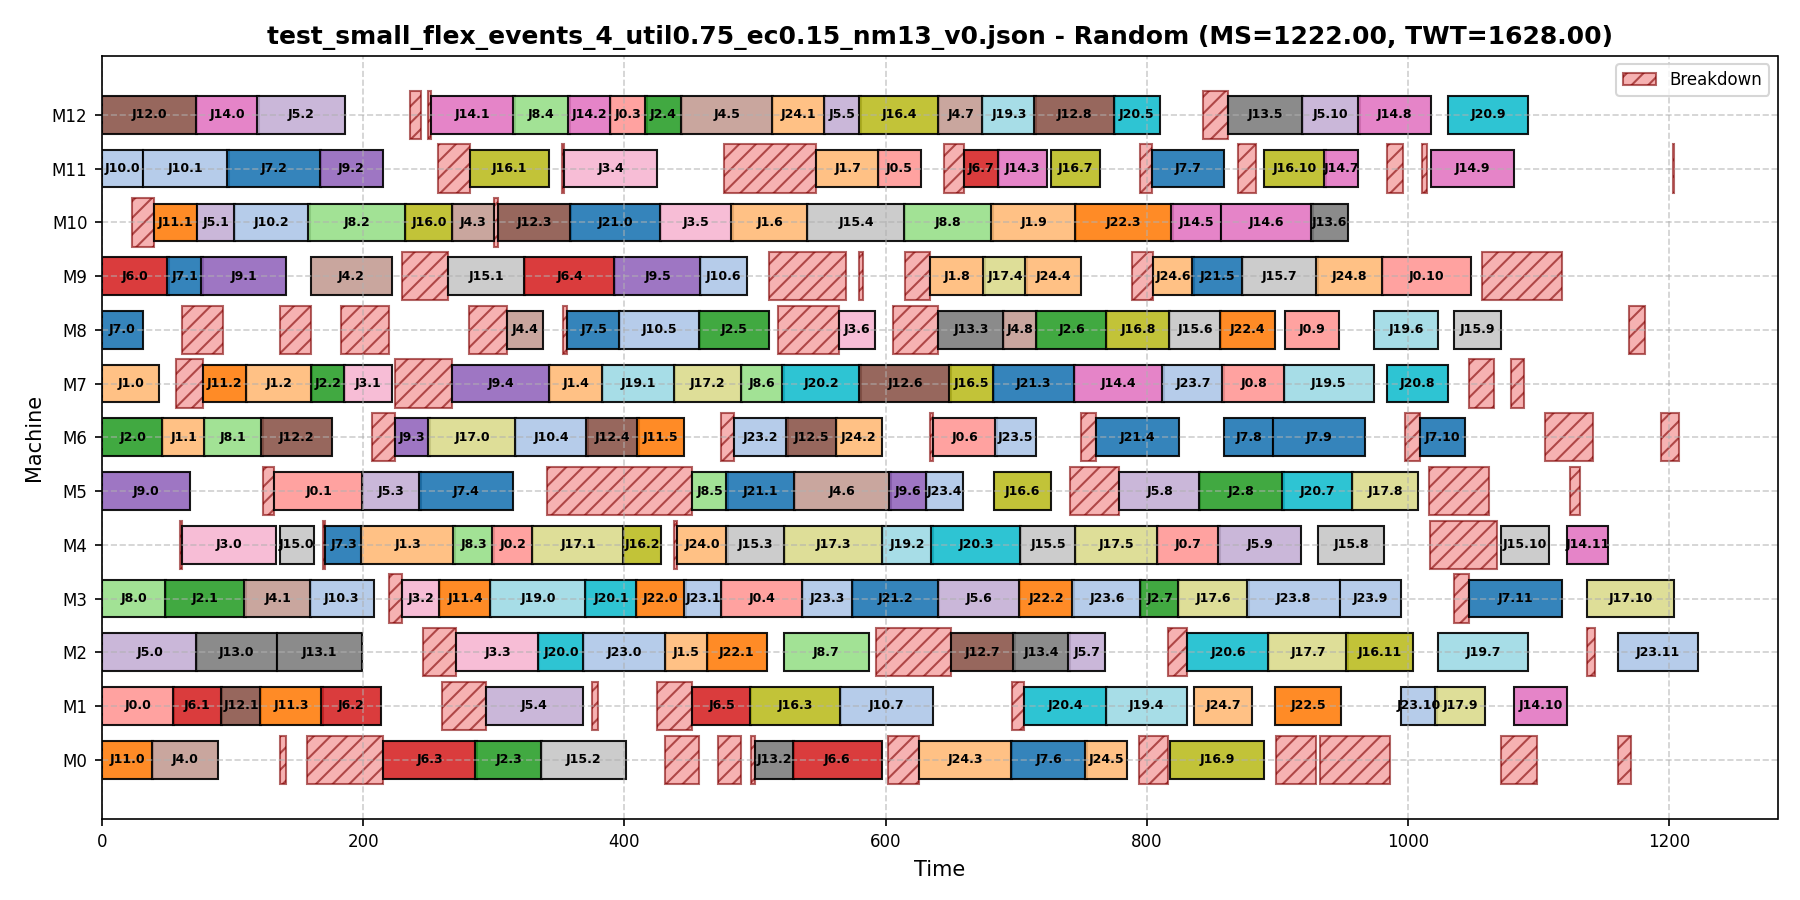 test_small_flex_events_4_util0.75_ec0.15_nm13_v0.json - Random (MS=1222.00, TWT=1628.00)
Breakdown
M12 J12.0 J14.0 J5.2 J14.1 J8.4 J14.2 J0.3 J2.4 J4.5 J24.1 J5.5 J16.4 J4.7 J19.3 J12.8 J20.5 J13.5 J5.10 J14.8 J20.9
M11 J10.0 J10.1 J7.2 J9.2 J16.1 J3.4 J1.7 J0.5 J6.7 J14.3 J16.7 J7.7 J16.10 J14.7 J14.9
M10 J11.1 J5.1 J10.2 J8.2 J16.0 J4.3 J12.3 J21.0 J3.5 J1.6 J15.4 J8.8 J1.9 J22.3 J14.5 J14.6 J13.6
M9 J6.0 J7.1 J9.1 J4.2 J15.1 J6.4 J9.5 J10.6 J1.8 J17.4 J24.4 J24.6 J21.5 J15.7 J24.8 J0.10
M8 J7.0 J4.4 J7.5 J10.5 J2.5 J3.6 J13.3 J4.8 J2.6 J16.8 J15.6 J22.4 J0.9 J19.6 J15.9
M7 J1.0 J11.2 J1.2 J2.2 J3.1 J9.4 J1.4 J19.1 J17.2 J8.6 J20.2 J12.6 J16.5 J21.3 J14.4 J23.7 J0.8 J19.5 J20.8
M6 J2.0 J1.1 J8.1 J12.2 J9.3 J17.0 J10.4 J12.4 J11.5 J23.2 J12.5 J24.2 J0.6 J23.5 J21.4 J7.8 J7.9 J7.10
M5 J9.0 J0.1 J5.3 J7.4 J8.5 J21.1 J4.6 J9.6 J23.4 J16.6 J5.8 J2.8 J20.7 J17.8
M4 J3.0 J15.0 J7.3 J1.3 J8.3 J0.2 J17.1 J16.2 J24.0 J15.3 J17.3 J19.2 J20.3 J15.5 J17.5 J0.7 J5.9 J15.8 J15.10 J14.11
M3 J8.0 J2.1 J4.1 J10.3 J3.2 J11.4 J19.0 J20.1 J22.0 J23.1 J0.4 J23.3 J21.2 J5.6 J22.2 J23.6 J2.7 J17.6 J23.8 J23.9 J7.11 J17.10
M2 J5.0 J13.0 J13.1 J3.3 J20.0 J23.0 J1.5 J22.1 J8.7 J12.7 J13.4 J5.7 J20.6 J17.7 J16.11 J19.7 J23.11
M1 J0.0 J6.1 J12.1 J11.3 J6.2 J5.4 J6.5 J16.3 J10.7 J20.4 J19.4 J24.7 J22.5 J23.10 J17.9 J14.10
M0 J11.0 J4.0 J6.3 J2.3 J15.2 J13.2 J6.6 J24.3 J7.6 J24.5 J16.9
0 200 400 600 800 1000 1200
Time
Machine